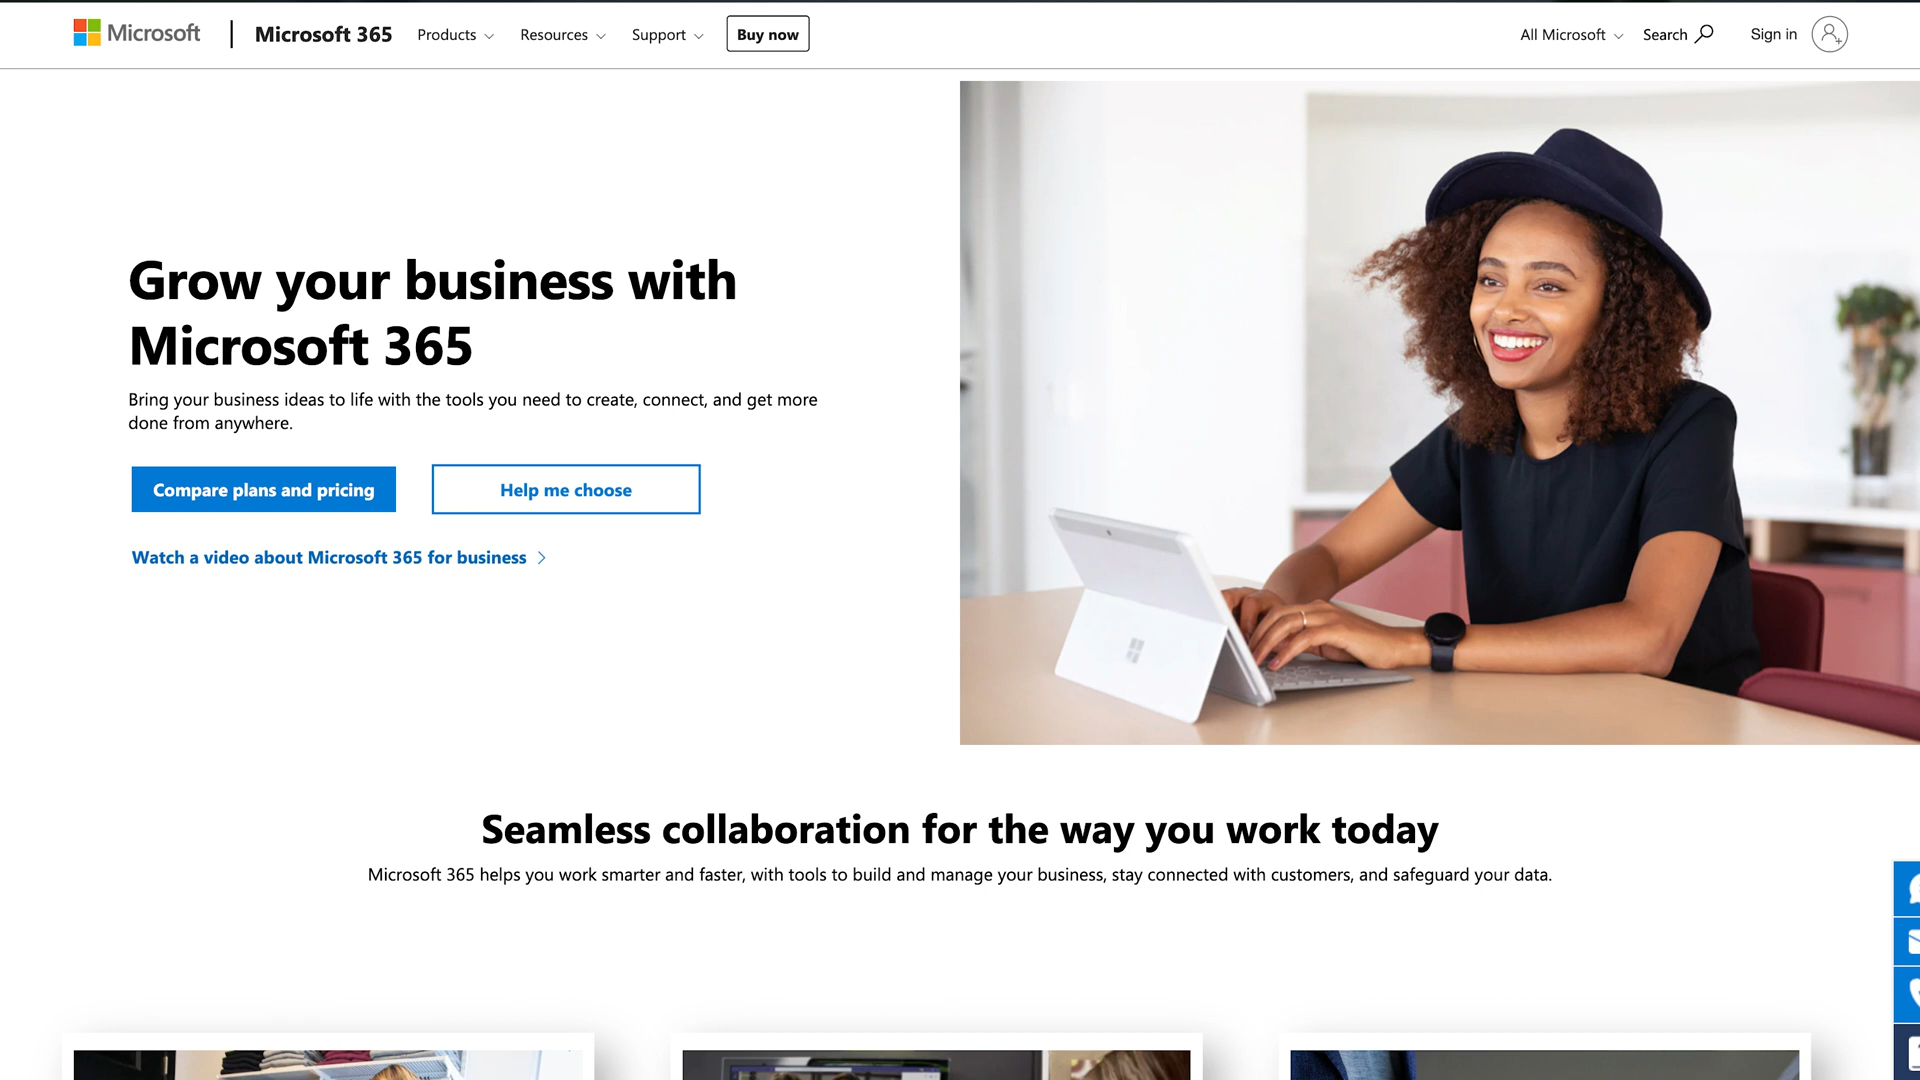 Microsoft
Microsoft 365
Products
Resources
Support
Buy now
All Microsoft
Search
Sign in
Grow your business with
Microsoft 365
Bring your business ideas to life with the tools you need to create, connect, and get more
done from anywhere.
Compare plans and pricing
Help me choose
Watch a video about Microsoft 365 for business
Seamless collaboration for the way you work today
Microsoft 365 helps you work smarter and faster, with tools to build and manage your business, stay connected with customers, and safeguard your data.